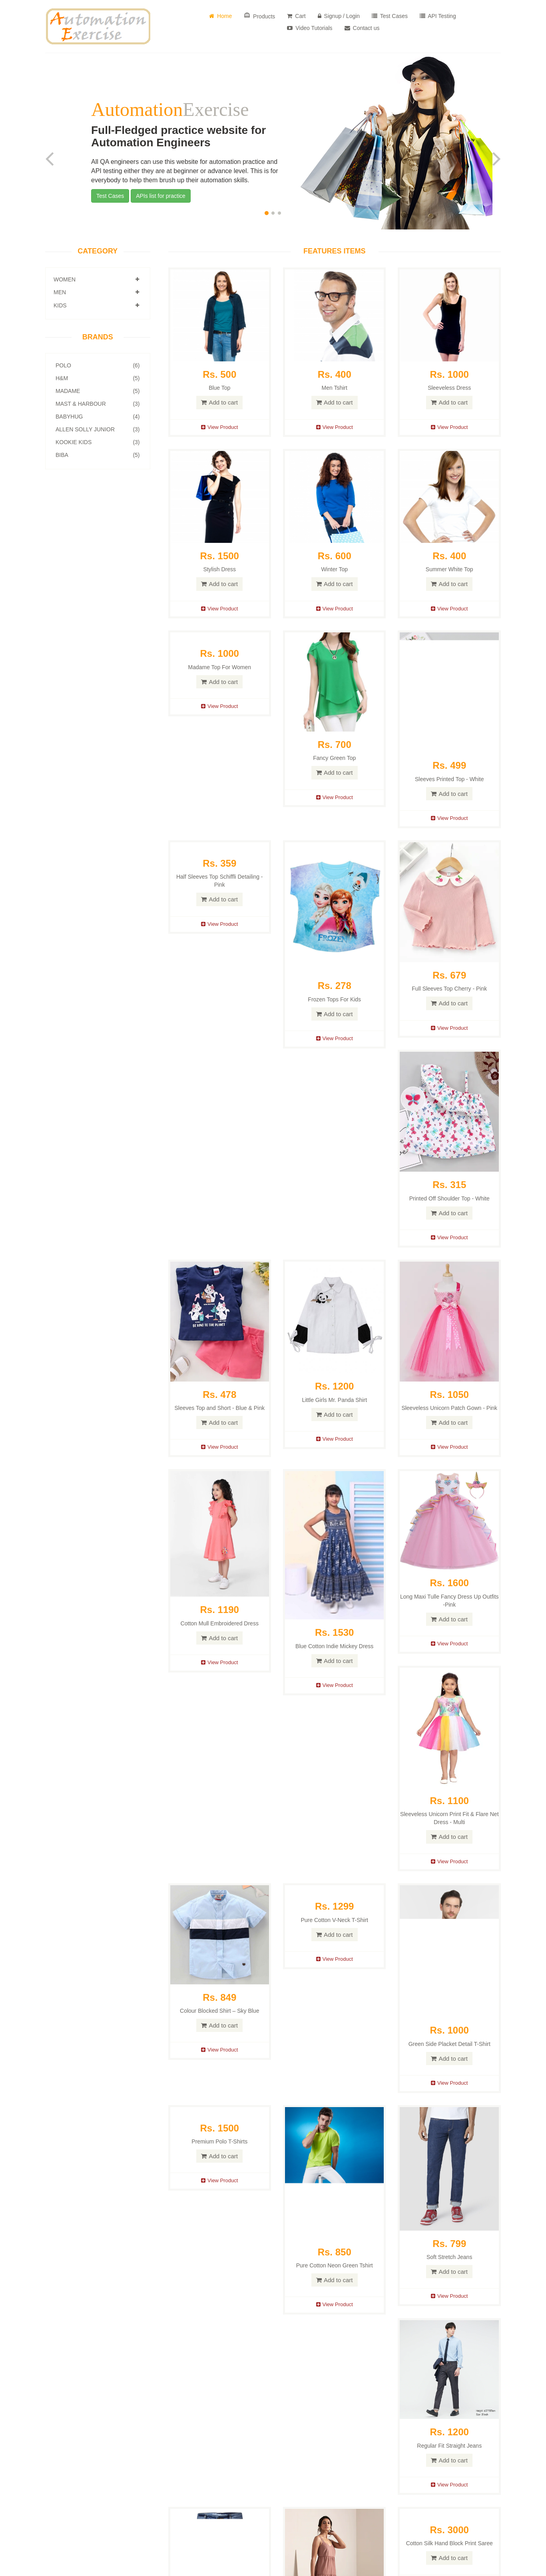 Automation
Exercise
Home
Products
Cart
Signup / Login
Test Cases
API Testing
Video Tutorials
Contact us
AutomationExercise
Full-Fledged practice website for
Automation Engineers
All QA engineers can use this website for automation practice and
API testing either they are at beginner or advance level. This is for
everybody to help them brush up their automation skills.
Test Cases
APIs list for practice
CATEGORY
WOMEN
MEN
KIDS
BRANDS
POLO (6)
H&M (5)
MADAME (5)
MAST & HARBOUR (3)
BABYHUG (4)
ALLEN SOLLY JUNIOR (3)
KOOKIE KIDS (3)
BIBA (5)
FEATURES ITEMS
Rs. 500
Blue Top
Add to cart
View Product
Rs. 400
Men Tshirt
Add to cart
View Product
Rs. 1000
Sleeveless Dress
Add to cart
View Product
Rs. 1500
Stylish Dress
Add to cart
View Product
Rs. 600
Winter Top
Add to cart
View Product
Rs. 400
Summer White Top
Add to cart
View Product
Rs. 1000
Madame Top For Women
Add to cart
View Product
Rs. 700
Fancy Green Top
Add to cart
View Product
Rs. 499
Sleeves Printed Top - White
Add to cart
View Product
Rs. 359
Half Sleeves Top Schiffli Detailing -
Pink
Add to cart
View Product
FROZEN
Rs. 278
Frozen Tops For Kids
Add to cart
View Product
Rs. 679
Full Sleeves Top Cherry - Pink
Add to cart
View Product
Rs. 315
Printed Off Shoulder Top - White
Add to cart
View Product
Rs. 478
Sleeves Top and Short - Blue & Pink
Add to cart
View Product
Rs. 1200
Little Girls Mr. Panda Shirt
Add to cart
View Product
Rs. 1050
Sleeveless Unicorn Patch Gown - Pink
Add to cart
View Product
Rs. 1190
Cotton Mull Embroidered Dress
Add to cart
View Product
Rs. 1530
Blue Cotton Indie Mickey Dress
Add to cart
View Product
Rs. 1600
Long Maxi Tulle Fancy Dress Up Outfits
-Pink
Add to cart
View Product
Rs. 1100
Sleeveless Unicorn Print Fit & Flare Net
Dress - Multi
Add to cart
View Product
Rs. 849
Colour Blocked Shirt – Sky Blue
Add to cart
View Product
Rs. 1299
Pure Cotton V-Neck T-Shirt
Add to cart
View Product
Rs. 1000
Green Side Placket Detail T-Shirt
Add to cart
View Product
Rs. 1500
Premium Polo T-Shirts
Add to cart
View Product
Rs. 850
Pure Cotton Neon Green Tshirt
Add to cart
View Product
Rs. 799
Soft Stretch Jeans
Add to cart
View Product
Rs. 1200
Regular Fit Straight Jeans
Add to cart
View Product
Rs. 3000
Cotton Silk Hand Block Print Saree
Add to cart